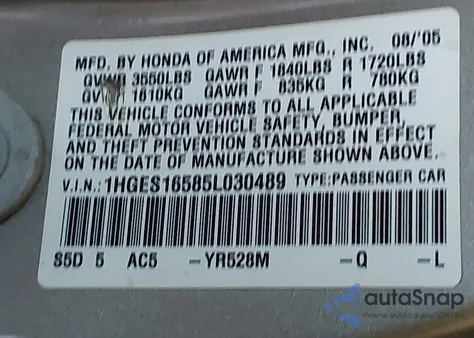 MFD. BY HONDA OF AMERICA MFG., INC. 08/'05
GVWR 3550LBS GAWR F 1840LBS R 1720LBS
GV 1610KG GAWR F 835KG R 780KG
THIS VEHICLE CONFORMS TO ALL APPLICABLE
FEDERAL MOTOR VEHICLE SAFETY, BUMPER,
AND THEFT PREVENTION STANDARDS IN EFFECT
ON THE DATE OF MANUFACTURE SHOWN ABOVE.
V.I.N.: 1HGES16585L030489 TYPE:PASSENGER CAR
S5D 5 AC5 -YR528M -Q -L
autoSnap